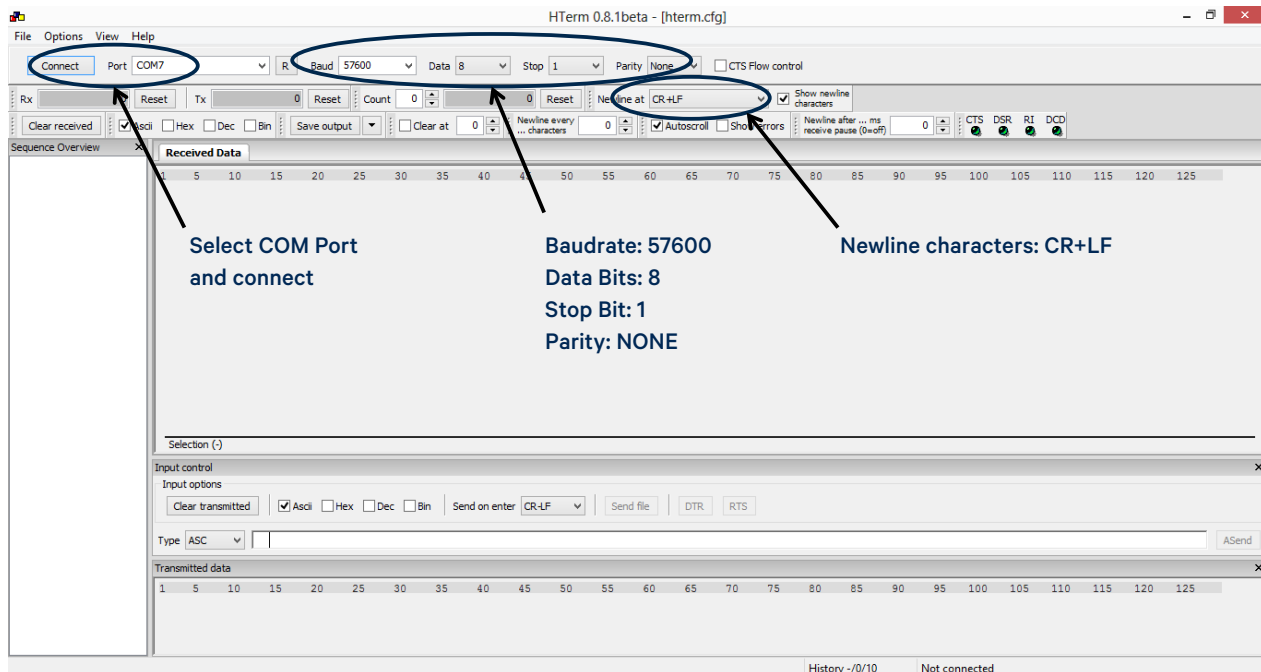 HTerm 0.8.1beta - [hterm.cfg]
File Options View Help
Connect Port COM7 R Baud 57600 Data 8 Stop 1 Parity None CTS Flow control
Rx Reset Tx 0 Reset Count 0 0 Reset Newline at CR+LF Show newline characters
Clear received Ascii Hex Dec Bin Save output Clear at 0 Newline every ... characters 0 Autoscroll Show errors Newline after ... ms receive pause (0=off) 0 CTS DSR RI DCD
Sequence Overview X Received Data
1 5 10 15 20 25 30 35 40 45 50 55 60 65 70 75 80 85 90 95 100 105 110 115 120 125
Select COM Port
and connect
Baudrate: 57600
Data Bits: 8
Stop Bit: 1
Parity: NONE
Newline characters: CR+LF
Selection (-)
Input control
Input options
Clear transmitted Ascii Hex Dec Bin Send on enter CR-LF Send file DTR RTS
Type ASC ASend
Transmitted data
1 5 10 15 20 25 30 35 40 45 50 55 60 65 70 75 80 85 90 95 100 105 110 115 120 125
History -/0/10 Not connected